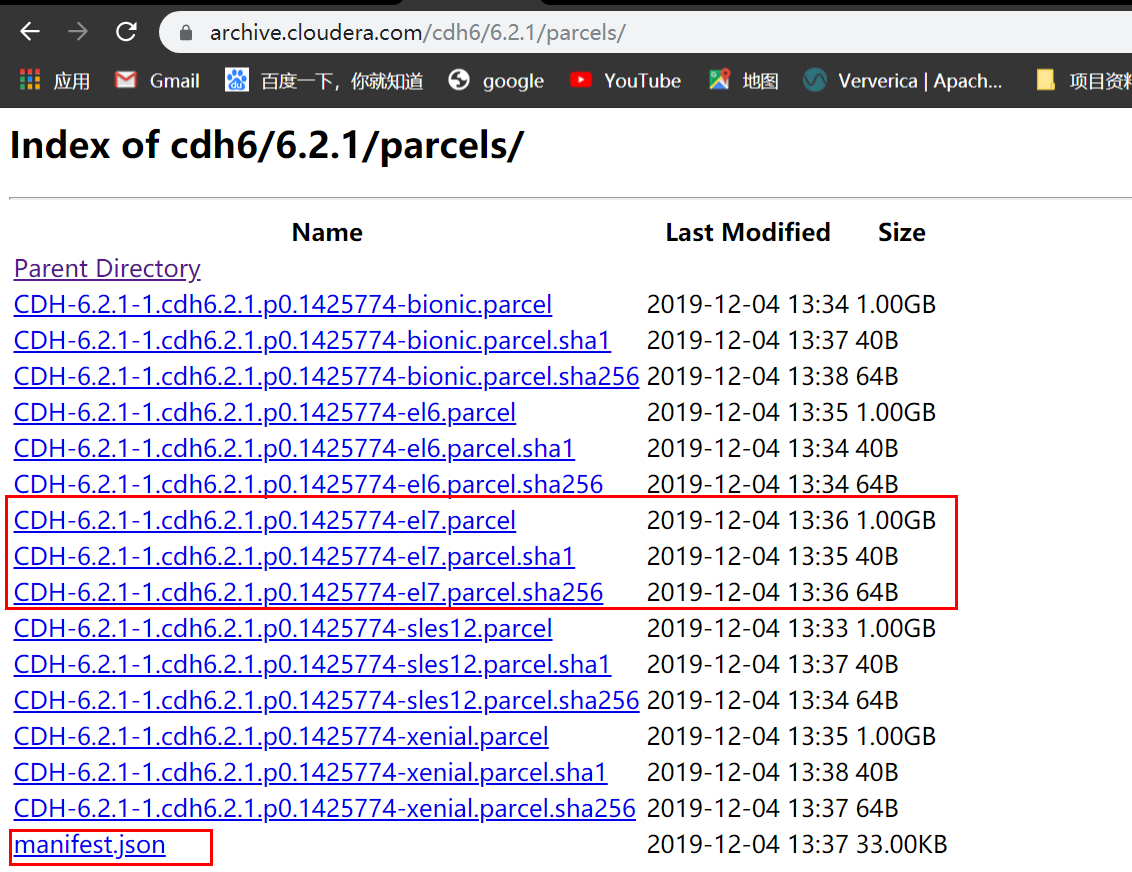 archive.cloudera.com/cdh6/6.2.1/parcels/
应用 Gmail 百度一下，你就知道 google YouTube 地图 Ververica | Apach... 项目资料
Index of cdh6/6.2.1/parcels/
Name Last Modified Size
Parent Directory
CDH-6.2.1-1.cdh6.2.1.p0.1425774-bionic.parcel 2019-12-04 13:34 1.00GB
CDH-6.2.1-1.cdh6.2.1.p0.1425774-bionic.parcel.sha1 2019-12-04 13:37 40B
CDH-6.2.1-1.cdh6.2.1.p0.1425774-bionic.parcel.sha256 2019-12-04 13:38 64B
CDH-6.2.1-1.cdh6.2.1.p0.1425774-el6.parcel 2019-12-04 13:35 1.00GB
CDH-6.2.1-1.cdh6.2.1.p0.1425774-el6.parcel.sha1 2019-12-04 13:34 40B
CDH-6.2.1-1.cdh6.2.1.p0.1425774-el6.parcel.sha256 2019-12-04 13:34 64B
CDH-6.2.1-1.cdh6.2.1.p0.1425774-el7.parcel 2019-12-04 13:36 1.00GB
CDH-6.2.1-1.cdh6.2.1.p0.1425774-el7.parcel.sha1 2019-12-04 13:35 40B
CDH-6.2.1-1.cdh6.2.1.p0.1425774-el7.parcel.sha256 2019-12-04 13:36 64B
CDH-6.2.1-1.cdh6.2.1.p0.1425774-sles12.parcel 2019-12-04 13:33 1.00GB
CDH-6.2.1-1.cdh6.2.1.p0.1425774-sles12.parcel.sha1 2019-12-04 13:37 40B
CDH-6.2.1-1.cdh6.2.1.p0.1425774-sles12.parcel.sha256 2019-12-04 13:34 64B
CDH-6.2.1-1.cdh6.2.1.p0.1425774-xenial.parcel 2019-12-04 13:35 1.00GB
CDH-6.2.1-1.cdh6.2.1.p0.1425774-xenial.parcel.sha1 2019-12-04 13:38 40B
CDH-6.2.1-1.cdh6.2.1.p0.1425774-xenial.parcel.sha256 2019-12-04 13:37 64B
manifest.json 2019-12-04 13:37 33.00KB